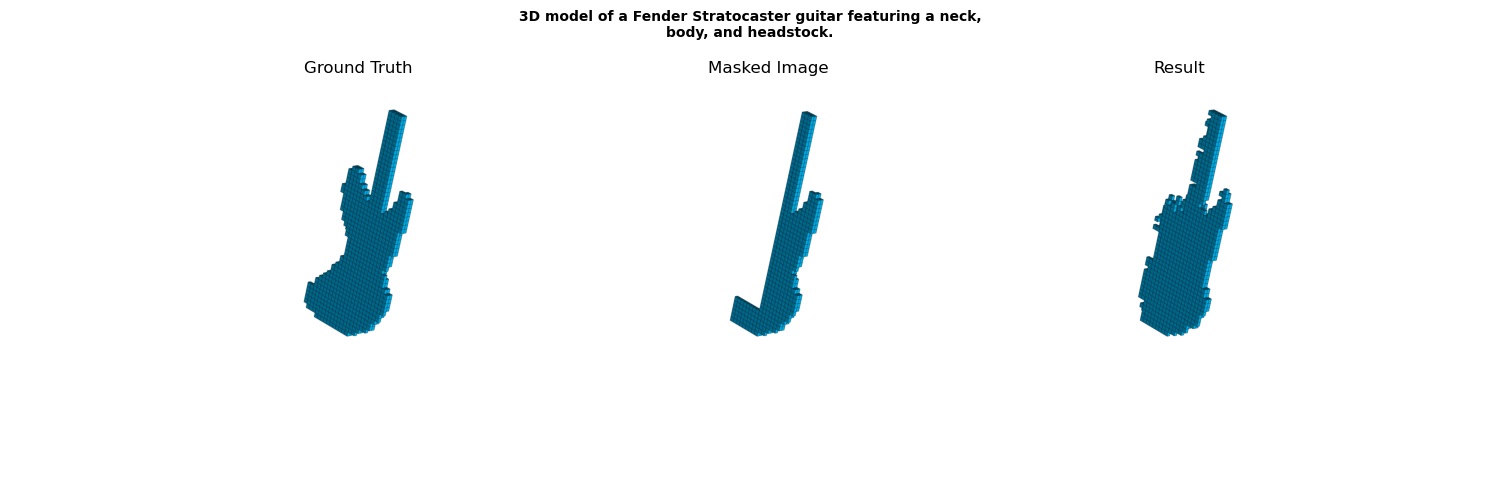 3D model of a Fender Stratocaster guitar featuring a neck,
body, and headstock.
Ground Truth
Masked Image
Result